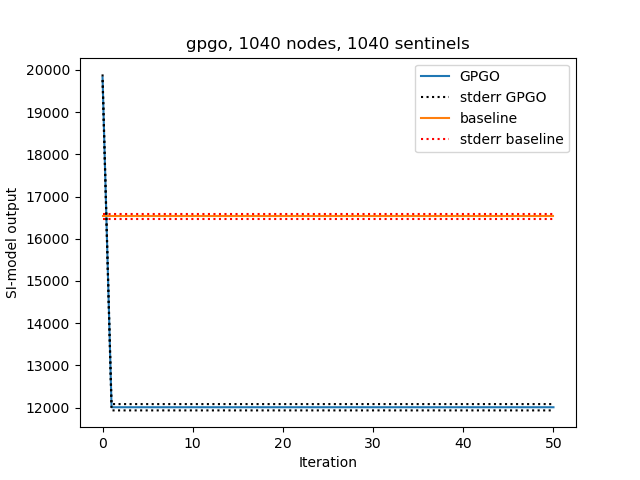 gpgo, 1040 nodes, 1040 sentinels
20000
19000
18000
17000
16000
15000
14000
13000
12000
SI-model output
GPGO
stderr GPGO
baseline
stderr baseline
0 10 20 30 40 50
Iteration